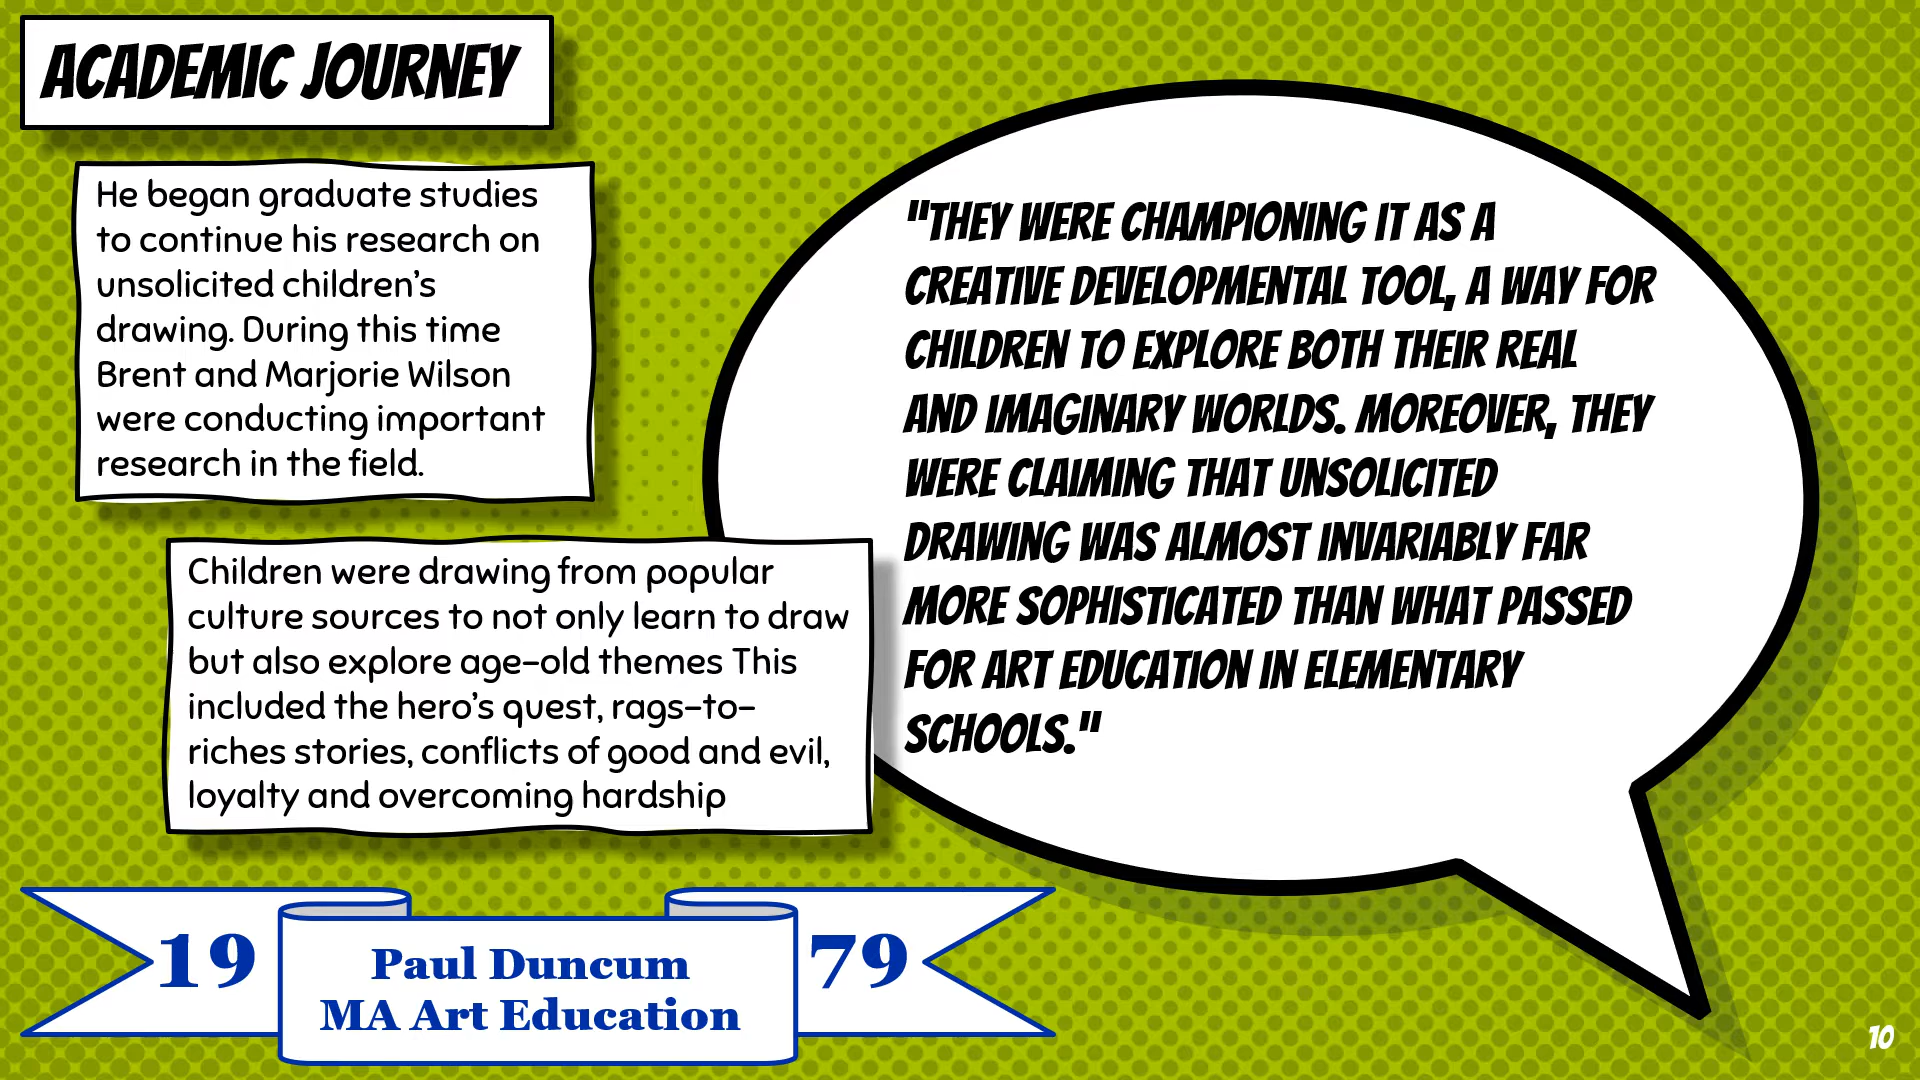 ACADEMIC JOURNEY
He began graduate studies
to continue his research on
unsolicited children's
drawing. During this time
Brent and Marjorie Wilson
were conducting important
research in the field.
Children were drawing from popular
culture sources to not only learn to draw
but also explore age-old themes This
included the hero's quest, rags-to-
riches stories, conflicts of good and evil,
loyalty and overcoming hardship
"THEY WERE CHAMPIONING IT AS A
CREATIVE DEVELOPMENTAL TOOL, A WAY FOR
CHILDREN TO EXPLORE BOTH THEIR REAL
AND IMAGINARY WORLDS. MOREOVER, THEY
WERE CLAIMING THAT UNSOLICITED
DRAWING WAS ALMOST INVARIABLY FAR
MORE SOPHISTICATED THAN WHAT PASSED
FOR ART EDUCATION IN ELEMENTARY
SCHOOLS."
19 79
Paul Duncum
MA Art Education
10